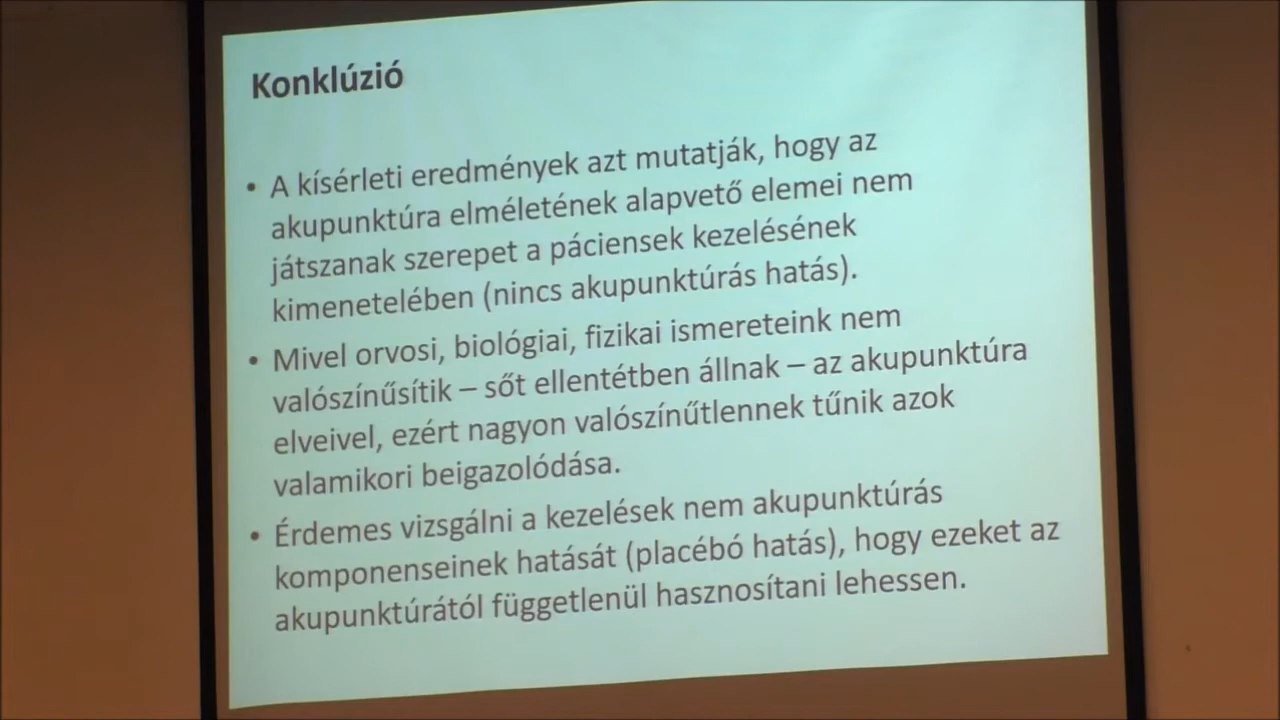 Konklúzió
• A kísérleti eredmények azt mutatják, hogy az
akupunktúra elméletének alapvető elemei nem
játszanak szerepet a páciensek kezelésének
kimenetelében (nincs akupunktúrás hatás).
• Mivel orvosi, biológiai, fizikai ismereteink nem
valószínűsítik – sőt ellentétben állnak – az akupunktúra
elveivel, ezért nagyon valószínűtlennek tűnik azok
valamikori beigazolódása.
• Érdemes vizsgálni a kezelések nem akupunktúrás
komponenseinek hatását (placébó hatás), hogy ezeket az
akupunktúrától függetlenül hasznosítani lehessen.